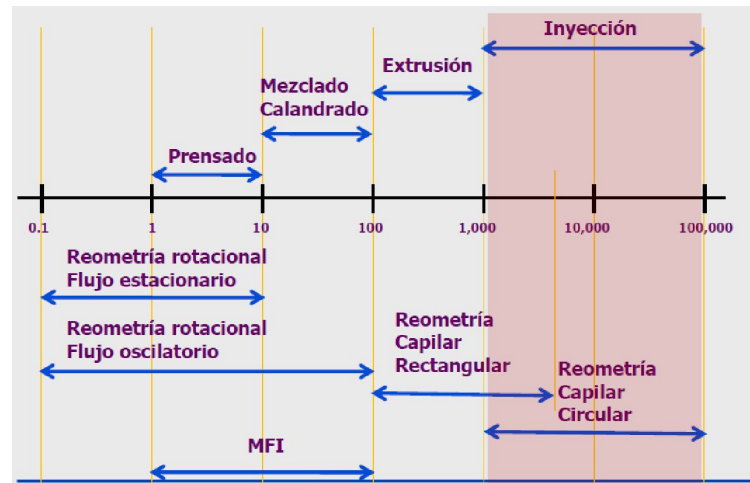 Inyección
Extrusión
Mezclado
Calandrado
Prensado
0.1 1 10 100 1,000 10,000 100,000
Reometría rotacional
Flujo estacionario
Reometría rotacional
Flujo oscilatorio
Reometría
Capilar
Rectangular
Reometría
Capilar
Circular
MFI